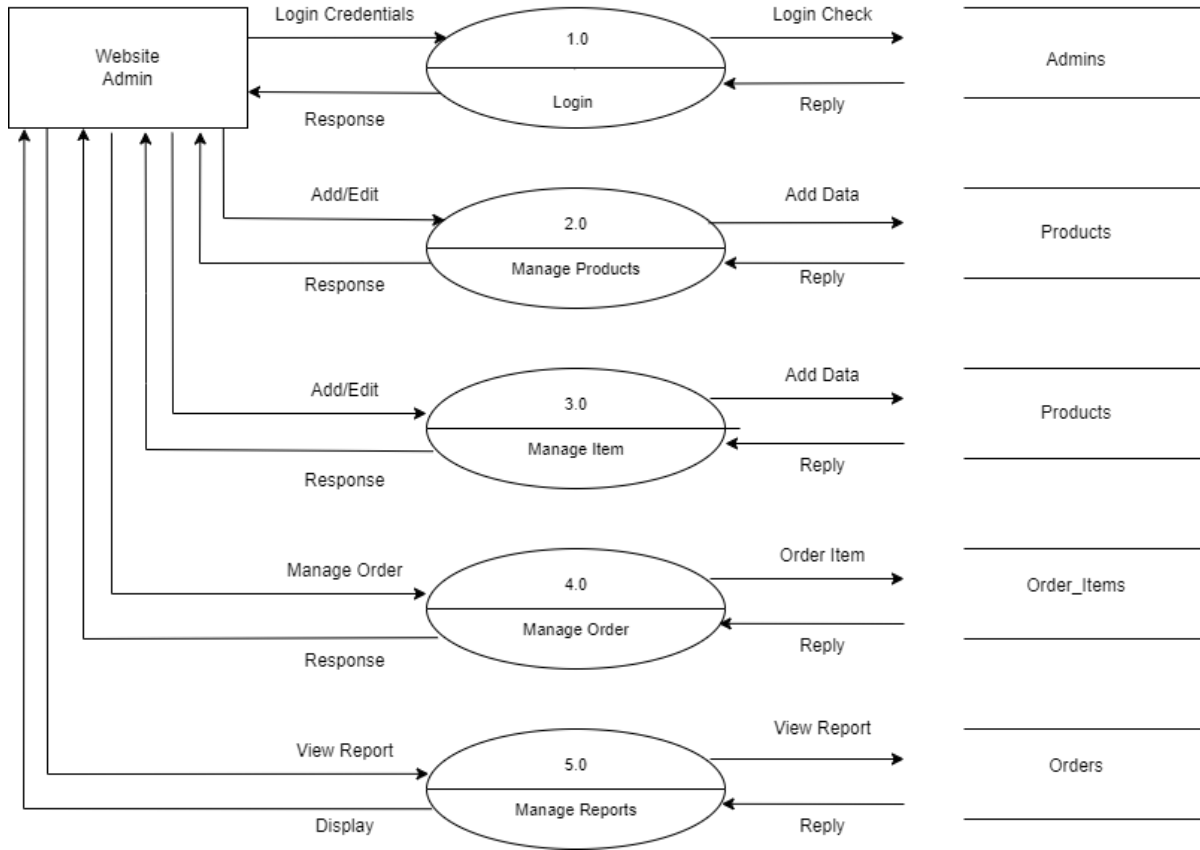 Login Credentials
Login Check
Website
Admin
1.0
Login
Admins
Response
Reply
Add/Edit
Add Data
2.0
Manage Products
Products
Response
Reply
Add/Edit
Add Data
3.0
Manage Item
Products
Response
Reply
Manage Order
Order Item
4.0
Manage Order
Order_Items
Response
Reply
View Report
View Report
5.0
Manage Reports
Orders
Display
Reply